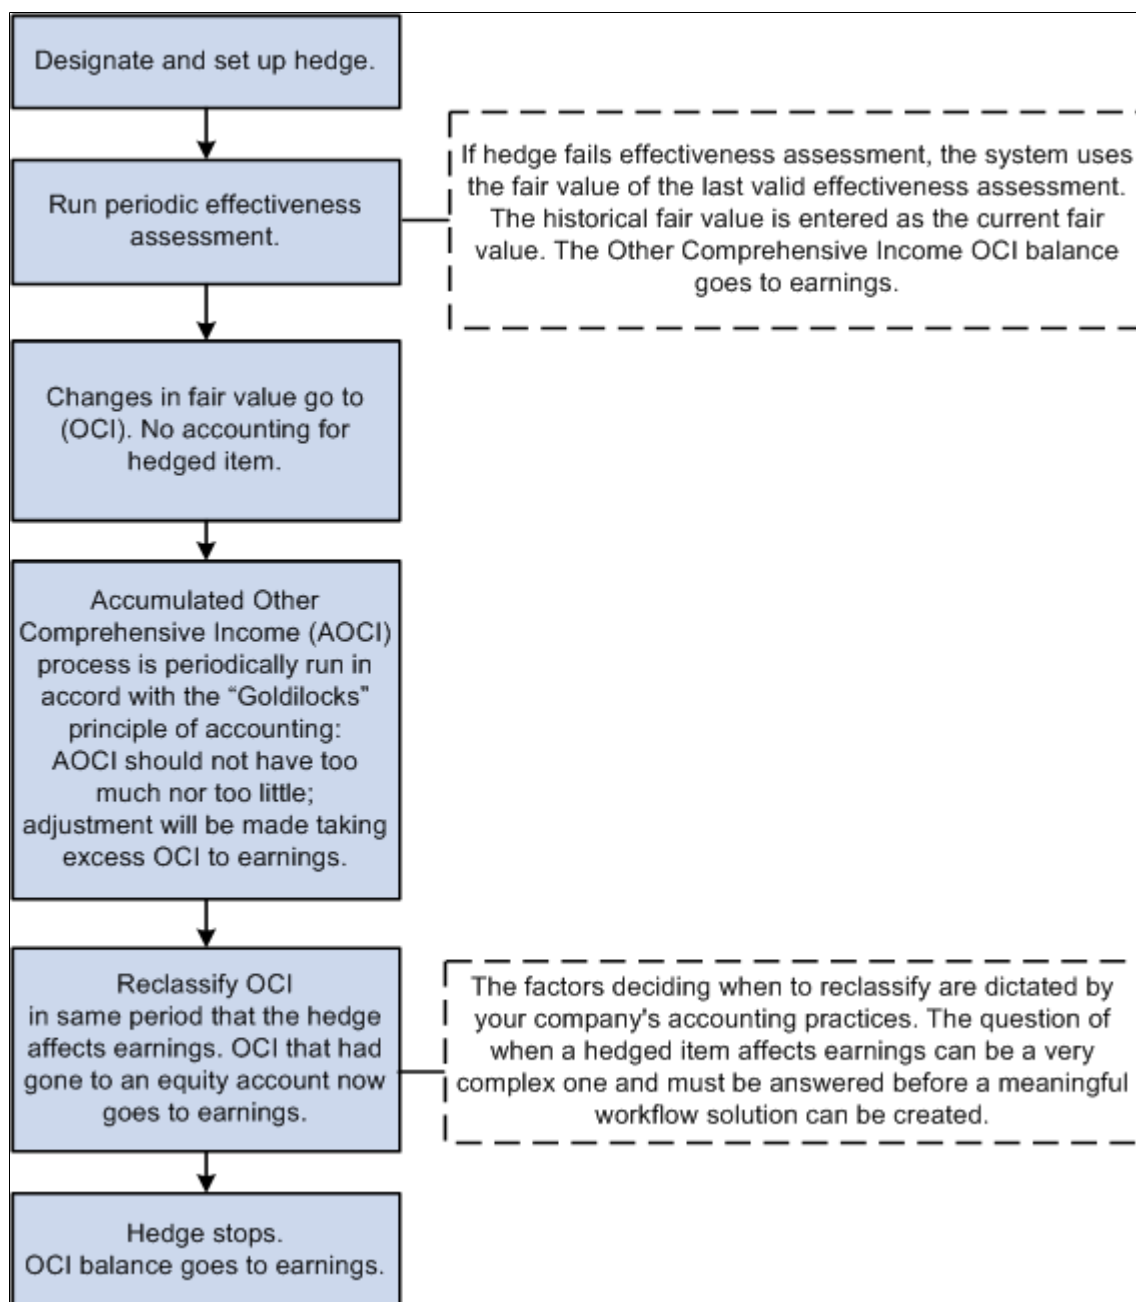 Designate and set up hedge.
Run periodic effectiveness
assessment.
If hedge fails effectiveness assessment, the system uses
the fair value of the last valid effectiveness assessment.
The historical fair value is entered as the current fair
value. The Other Comprehensive Income OCI balance
goes to earnings.
Changes in fair value go to
(OCI). No accounting for
hedged item.
Accumulated Other
Comprehensive Income (AOCI)
process is periodically run in
accord with the “Goldilocks"
principle of accounting:
AOCI should not have too
much nor too little;
adjustment will be made taking
excess OCI to earnings.
Reclassify OCI
in same period that the hedge
affects earnings. OCI that had
gone to an equity account now
goes to earnings.
The factors deciding when to reclassify are dictated by
your company's accounting practices. The question of
when a hedged item affects earnings can be a very
complex one and must be answered before a meaningful
workflow solution can be created.
Hedge stops.
OCI balance goes to earnings.